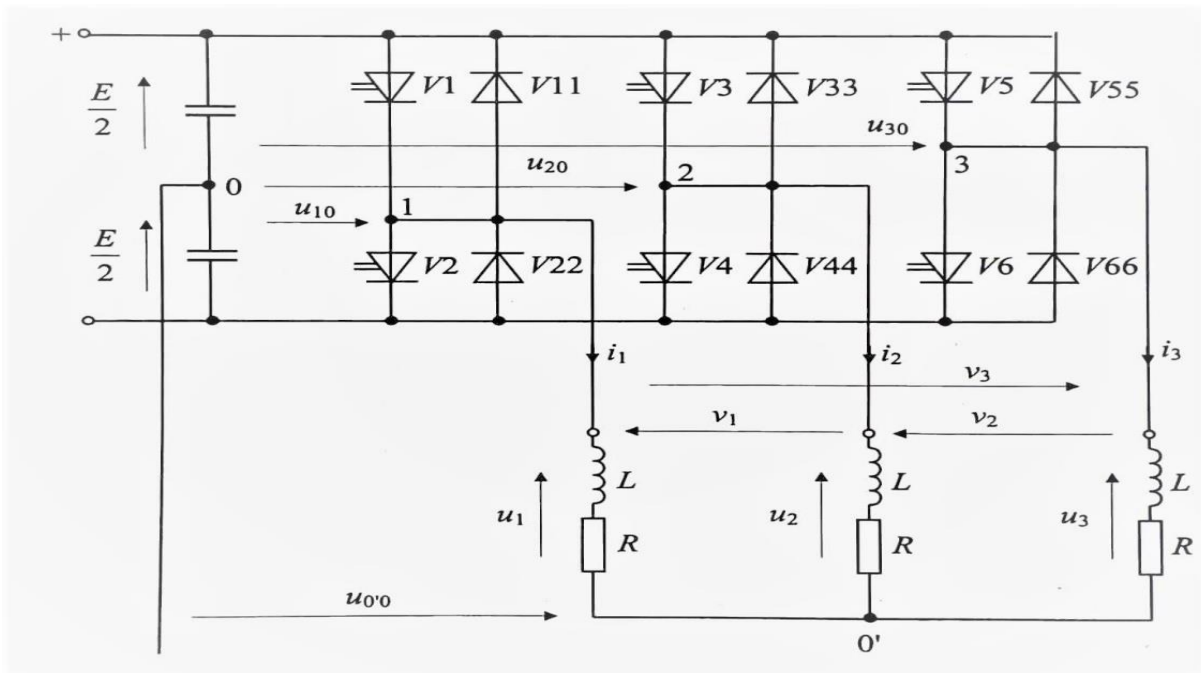 +
E/2
V1 V11 V3 V33 V5 V55
u30
u20
0 2 3
u10 1
E/2
V2 V22 V4 V44 V6 V66
i1 i2 i3
v3
v1 v2
L L L
u1 u2 u3
R R R
u0'0
0'